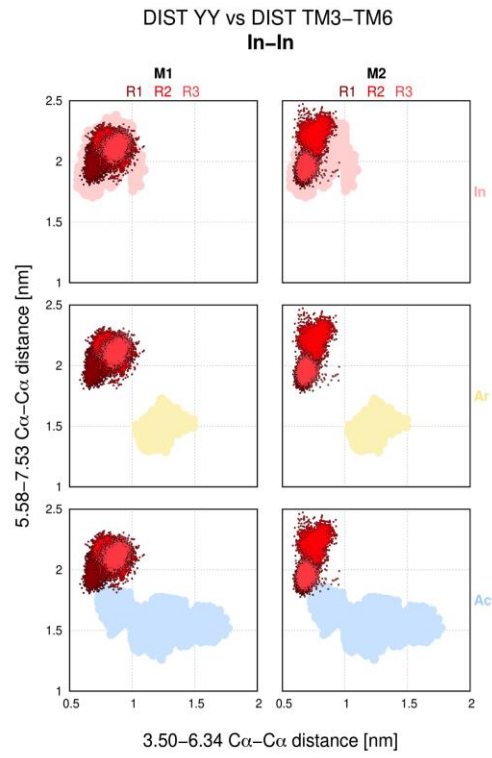 DIST YY vs DIST TM3−TM6
In−In
M1 M2
R1 R2 R3 R1 R2 R3
2.5
2
1.5
1
In
2.5
2
1.5
1
Ar
2.5
2
1.5
1
Ac
0.5 1 1.5 2 0.5 1 1.5 2
5.58−7.53 Cα−Cα distance [nm]
3.50−6.34 Cα−Cα distance [nm]